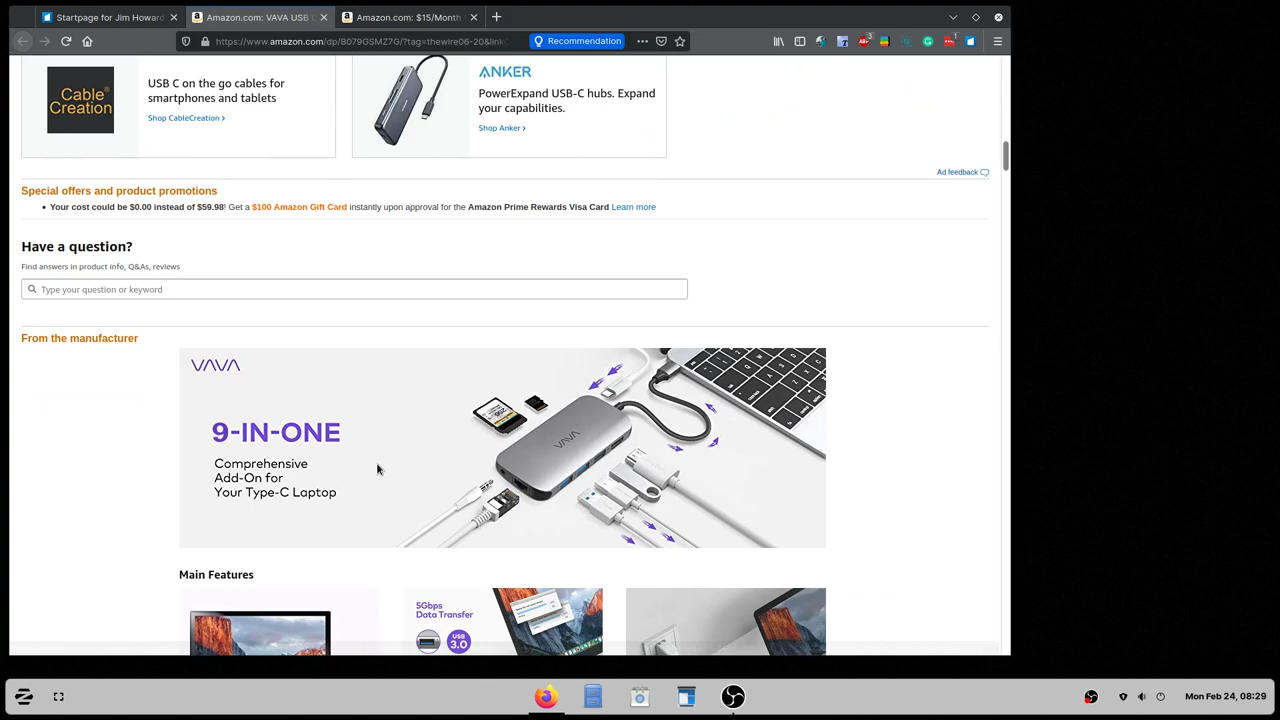 Startpage for Jim Howard
Amazon.com: VAVA USB C
Amazon.com: $15/Month
https://www.amazon.com/dp/B079GSMZ7G/?tag=thewire06-20&link
Recommendation
3
1
Cable
Creation
USB C on the go cables for
smartphones and tablets
Shop CableCreation ›
ANKER
PowerExpand USB-C hubs. Expand
your capabilities.
Shop Anker ›
Ad feedback
Special offers and product promotions
• Your cost could be $0.00 instead of $59.98! Get a $100 Amazon Gift Card instantly upon approval for the Amazon Prime Rewards Visa Card Learn more
Have a question?
Find answers in product info, Q&As, reviews
Type your question or keyword
From the manufacturer
VAVA
9-IN-ONE
Comprehensive
Add-On for
Your Type-C Laptop
VAVA
Main Features
5Gbps
Data Transfer
USB
3.0
Mon Feb 24, 08:29